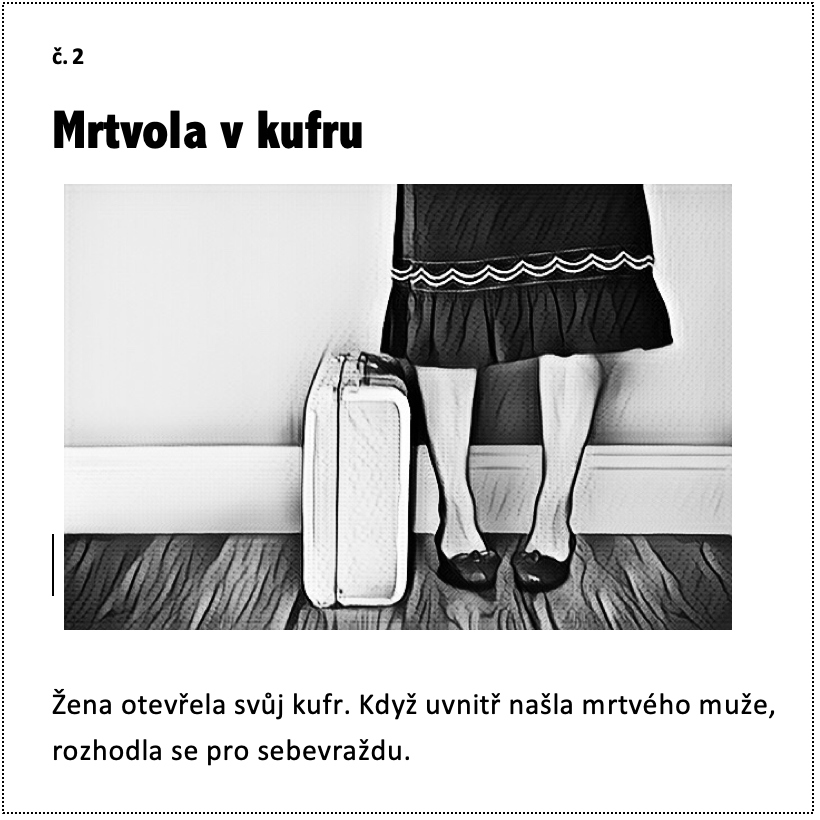 č. 2
Mrtvola v kufru
Žena otevřela svůj kufr. Když uvnitř našla mrtvého muže,
rozhodla se pro sebevraždu.